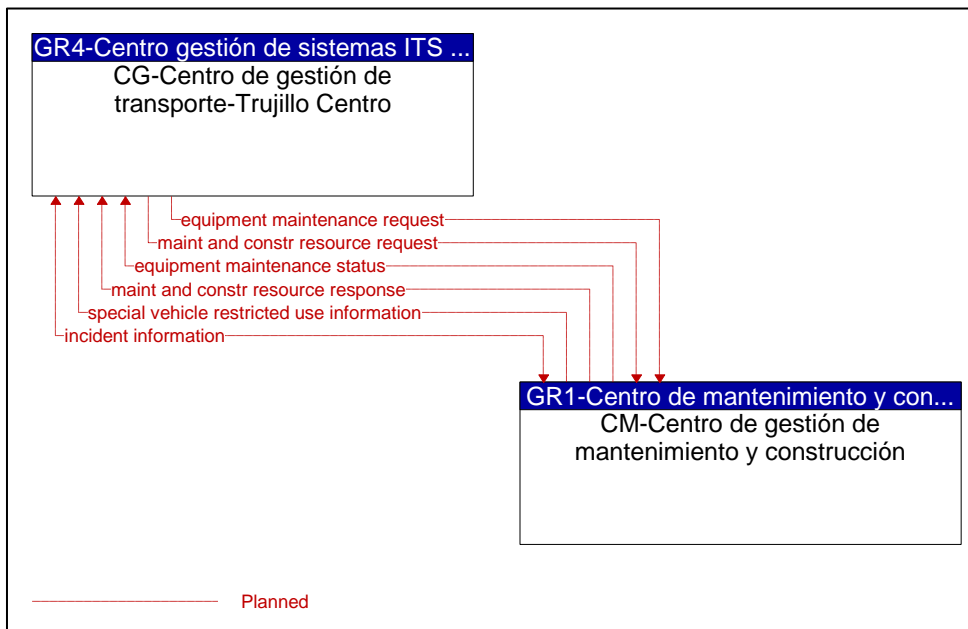 GR4-Centro gestión de sistemas ITS ...
CG-Centro de gestión de
transporte-Trujillo Centro
equipment maintenance request
maint and constr resource request
equipment maintenance status
maint and constr resource response
special vehicle restricted use information
incident information
GR1-Centro de mantenimiento y con...
CM-Centro de gestión de
mantenimiento y construcción
Planned